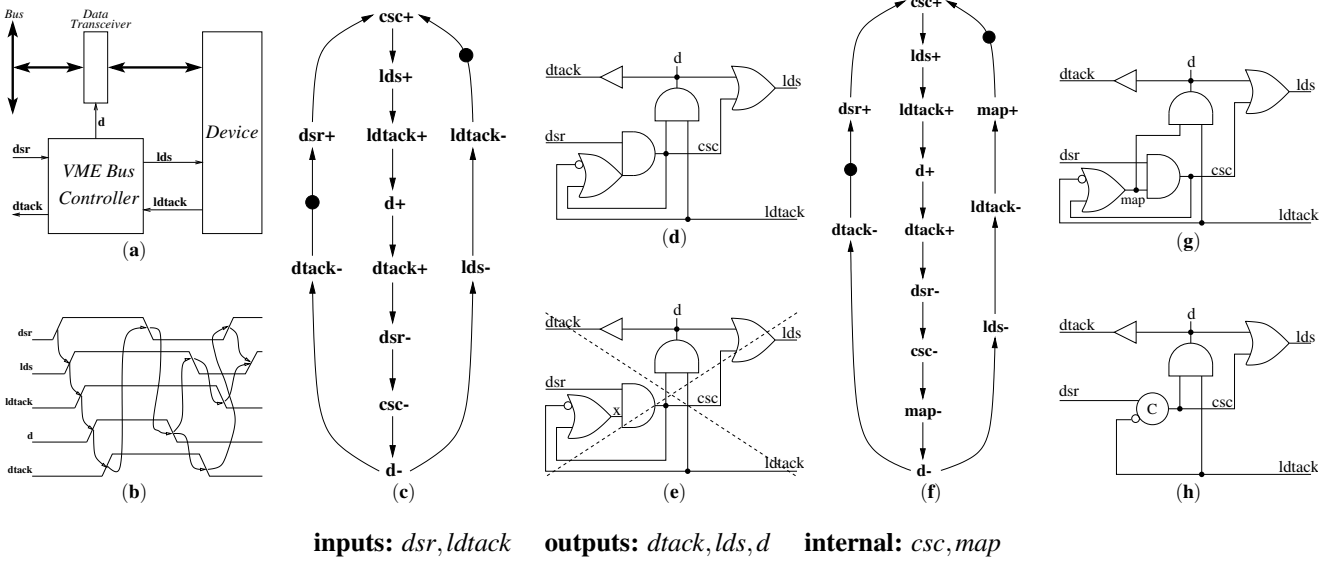 Bus
Data
Transceiver
d
Device
dsr
dtack
VME Bus
Controller
lds
ldtack
(a)
dsr
lds
ldtack
d
dtack
(b)
csc+
lds+
dsr+
ldtack+
ldtack-
d+
dtack-
dtack+
lds-
dsr-
csc-
d-
(c)
dtack
d
lds
dsr
csc
ldtack
(d)
dtack
d
lds
dsr
x
csc
ldtack
(e)
csc+
lds+
dsr+
ldtack+
map+
d+
dtack-
dtack+
ldtack-
dsr-
lds-
csc-
map-
d-
(f)
dtack
d
lds
dsr
csc
map
ldtack
(g)
dtack
d
lds
dsr
C
csc
ldtack
(h)
inputs: dsr,ldtack outputs: dtack,lds,d internal: csc,map